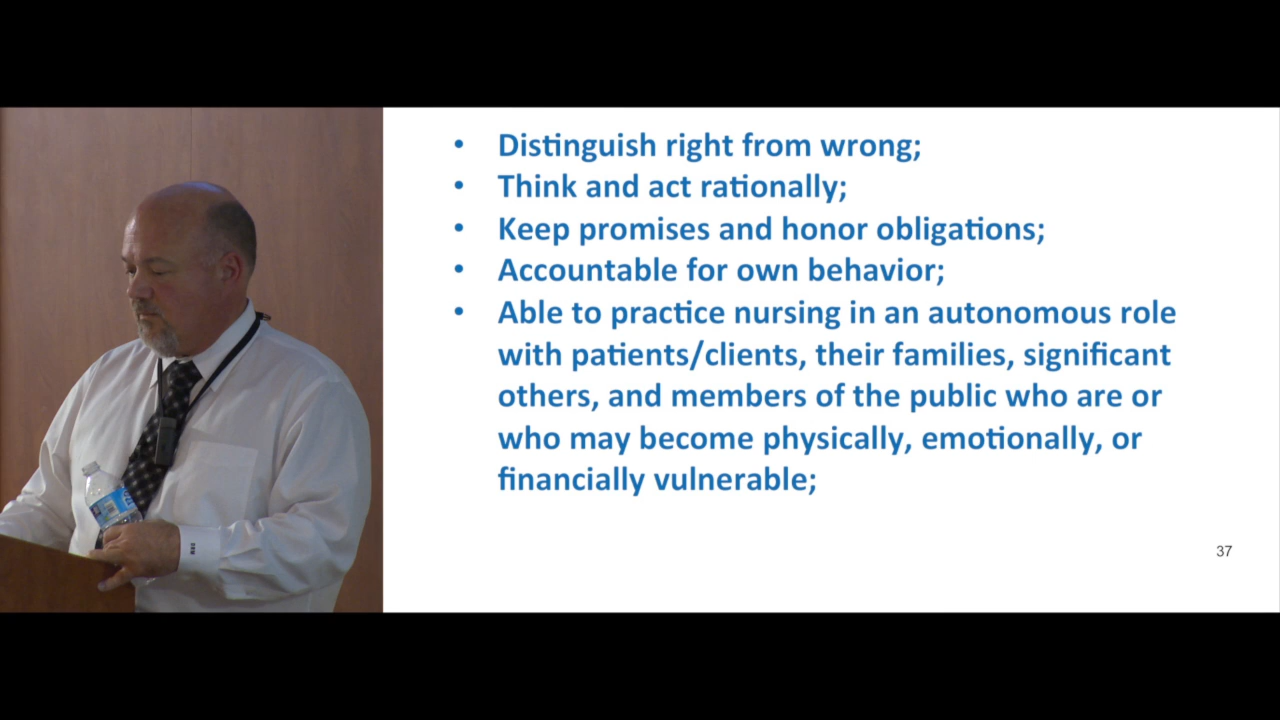 • Distinguish right from wrong;
• Think and act rationally;
• Keep promises and honor obligations;
• Accountable for own behavior;
• Able to practice nursing in an autonomous role
with patients/clients, their families, significant
others, and members of the public who are or
who may become physically, emotionally, or
financially vulnerable;
37